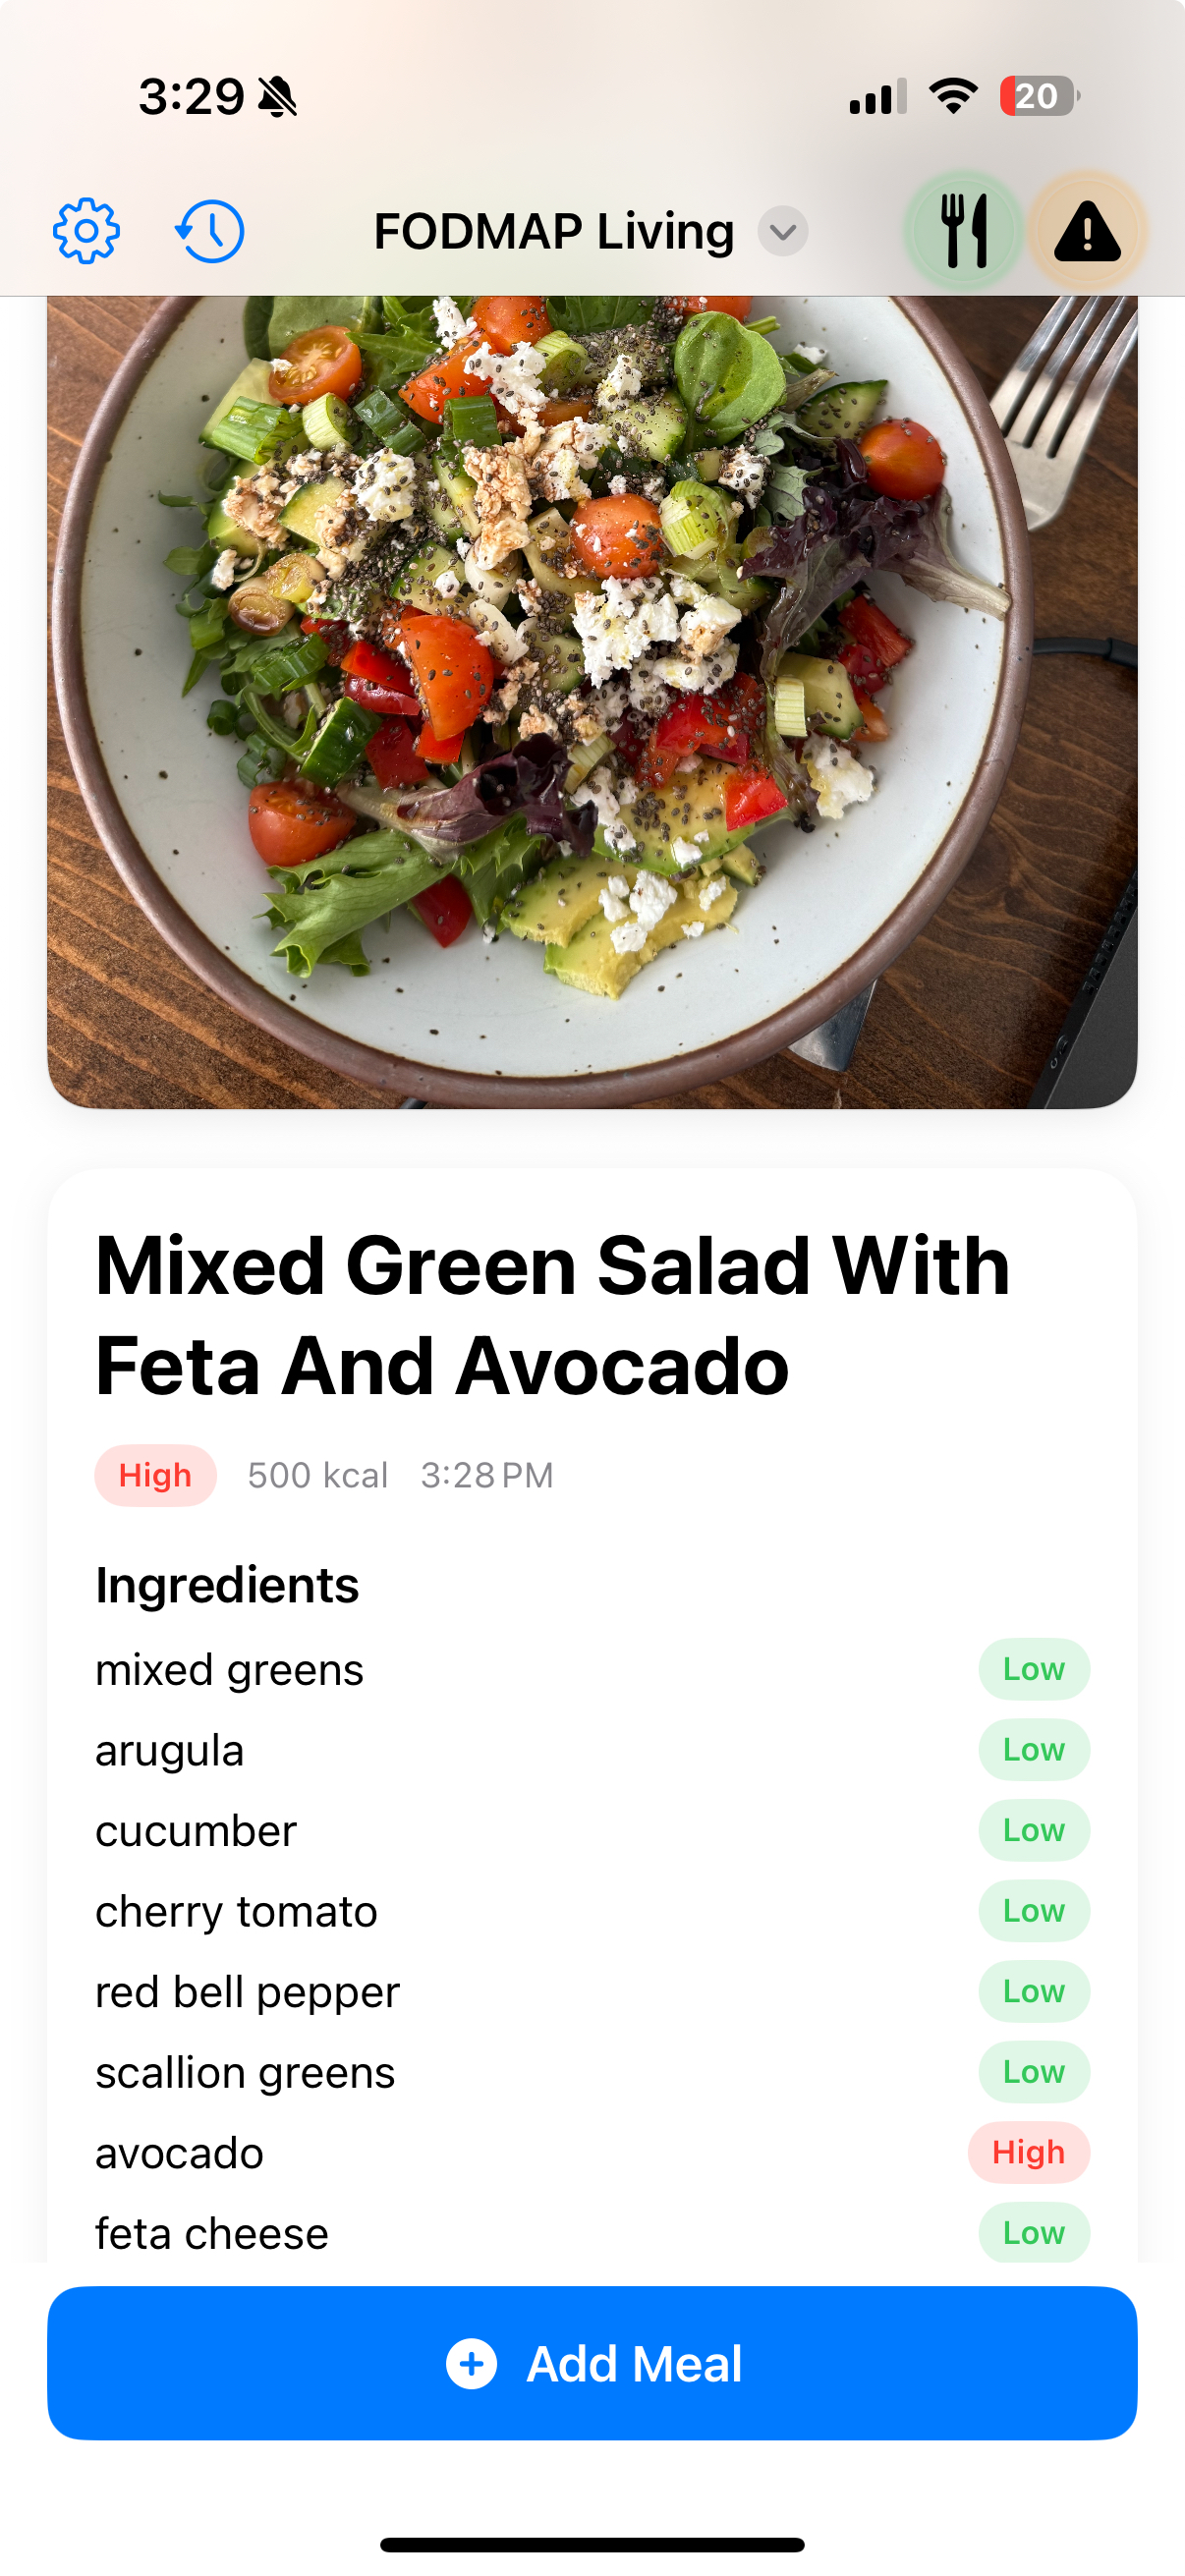 3:29
20
FODMAP Living
Mixed Green Salad With
Feta And Avocado
High 500 kcal 3:28 PM
Ingredients
mixed greens Low
arugula Low
cucumber Low
cherry tomato Low
red bell pepper Low
scallion greens Low
avocado High
feta cheese Low
Add Meal